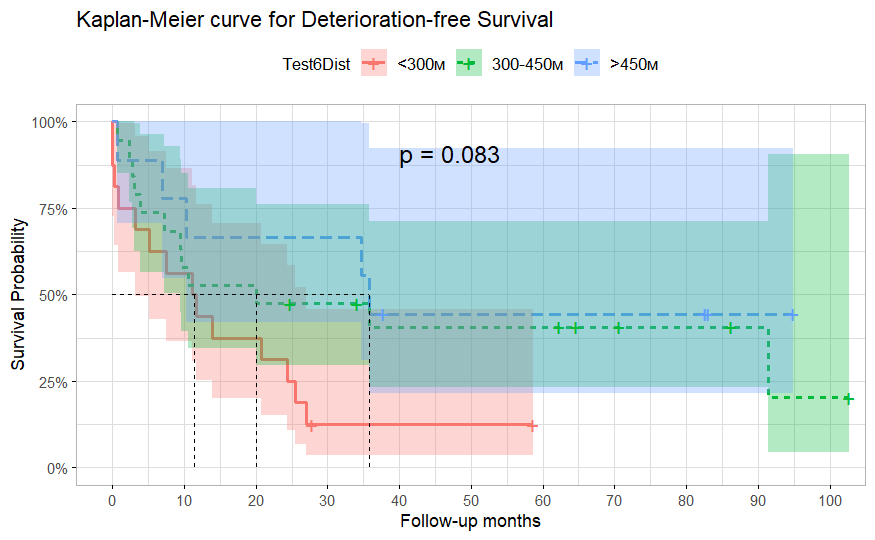 Kaplan-Meier curve for Deterioration-free Survival
Test6Dist <300м 300-450м >450м
p = 0.083
100%
75%
50%
25%
0%
Survival Probability
0 10 20 30 40 50 60 70 80 90 100
Follow-up months